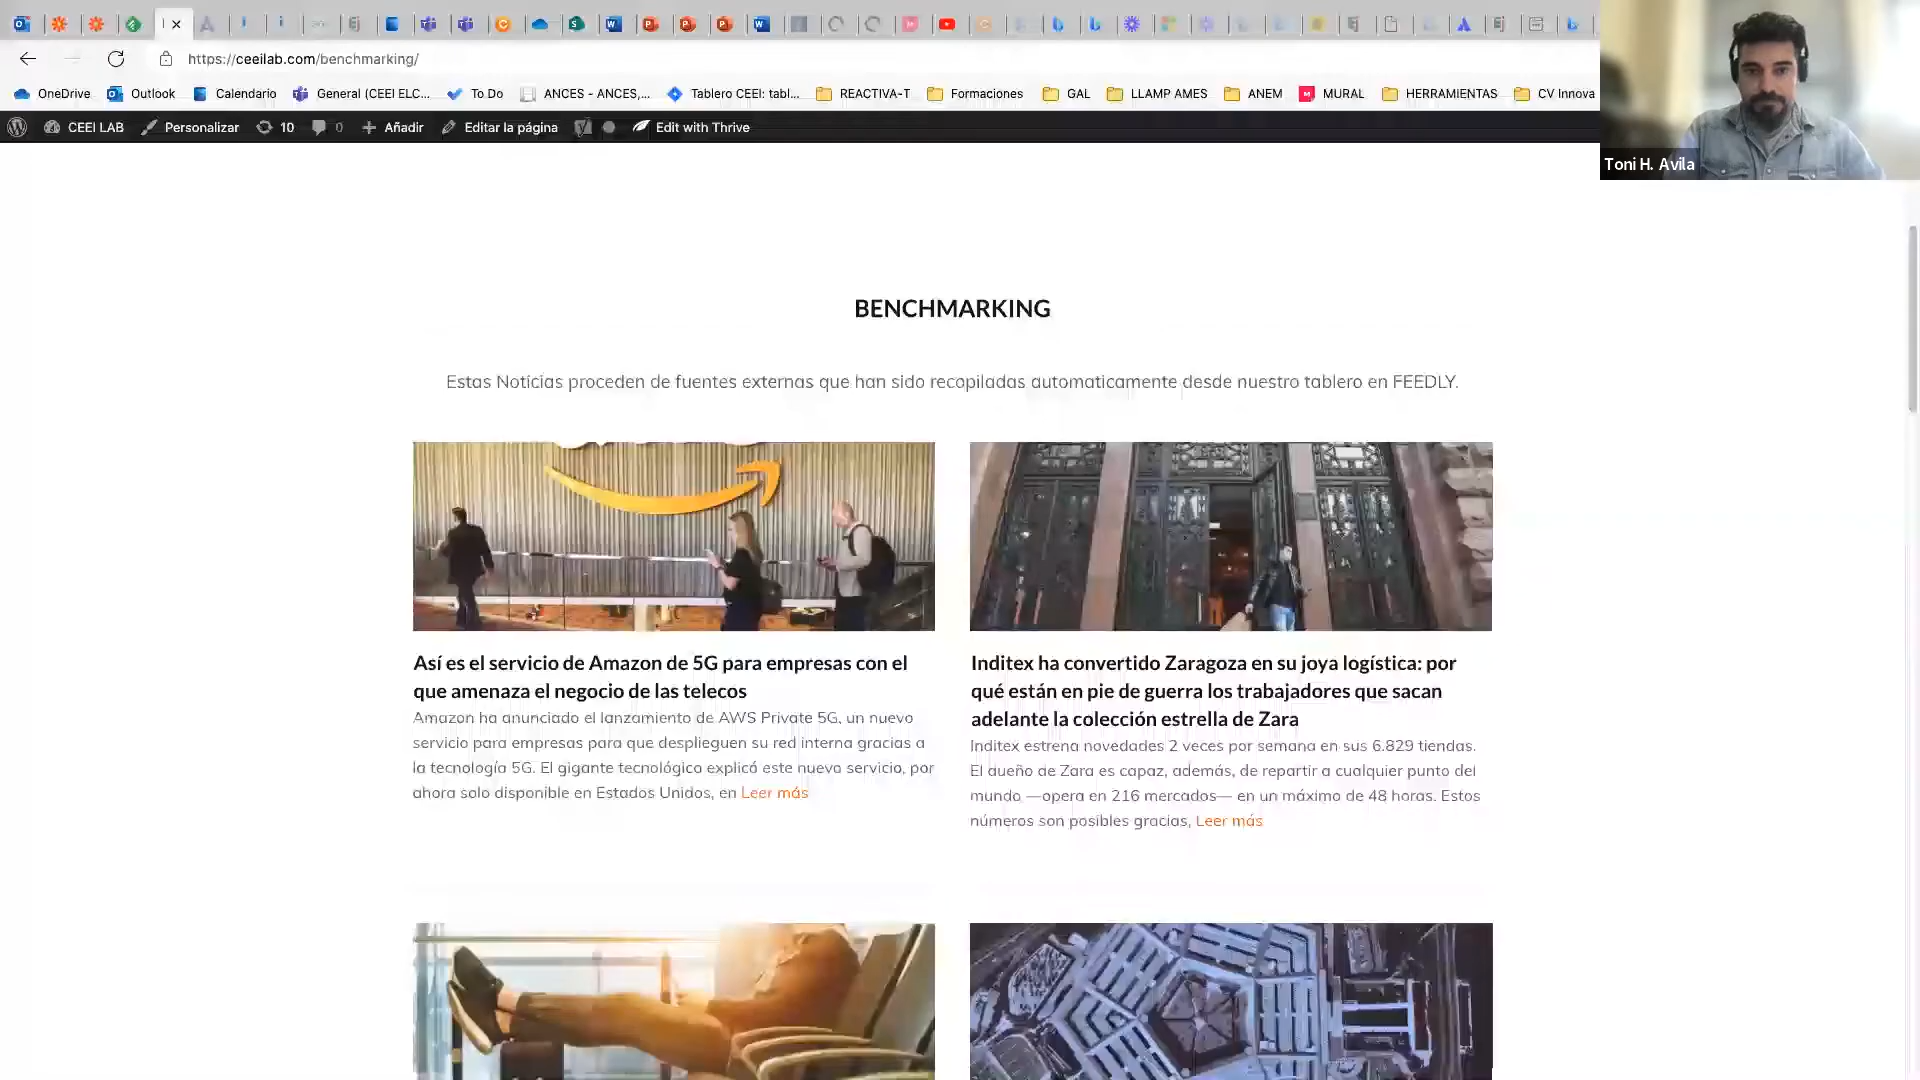 https://ceeilab.com/benchmarking/
OneDrive Outlook Calendario General (CEEI ELC... To Do ANCES - ANCES,... Tablero CEEI: tabl... REACTIVA-T Formaciones GAL LLAMP AMES ANEM MURAL HERRAMIENTAS CV Innova
CEEI LAB Personalizar 10 0 Añadir Editar la página Edit with Thrive
Toni H. Avila
BENCHMARKING
Estas Notícias proceden de fuentes externas que han sido recopiladas automaticamente desde nuestro tablero en FEEDLY.
Así es el servicio de Amazon de 5G para empresas con el
que amenaza el negocio de las telecos
Amazon ha anunciado el lanzamiento de AWS Private 5G, un nuevo
servicio para empresas para que desplieguen su red interna gracias a
la tecnología 5G. El gigante tecnológico explicó este nuevo servicio, por
ahora solo disponible en Estados Unidos, en Leer más
Inditex ha convertido Zaragoza en su joya logística: por
qué están en pie de guerra los trabajadores que sacan
adelante la colección estrella de Zara
Inditex estrena novedades 2 veces por semana en sus 6.829 tiendas.
El dueño de Zara es capaz, además, de repartir a cualquier punto del
mundo —opera en 216 mercados— en un máximo de 48 horas. Estos
números son posibles gracias, Leer más